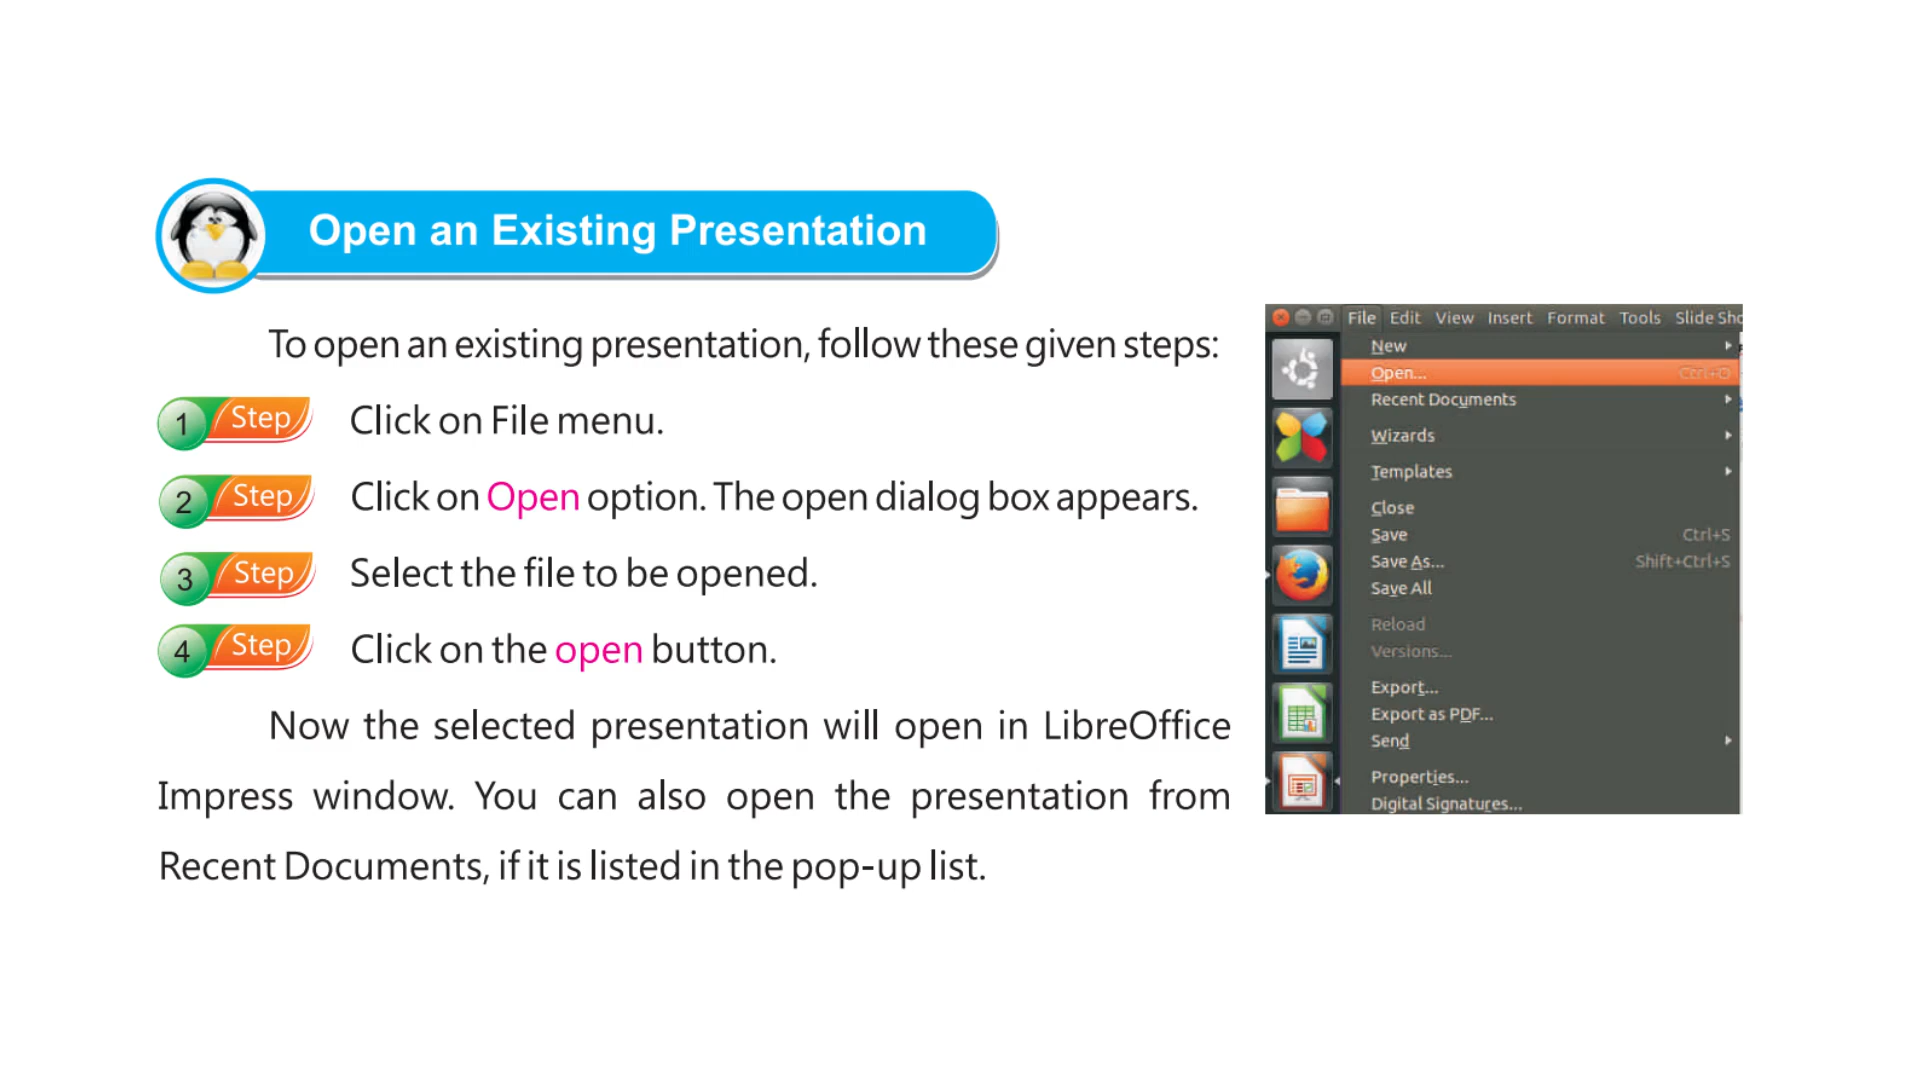 Open an Existing Presentation
To open an existing presentation, follow these given steps:
1 Step Click on File menu.
2 Step Click on Open option. The open dialog box appears.
3 Step Select the file to be opened.
4 Step Click on the open button.
Now the selected presentation will open in LibreOffice
Impress window. You can also open the presentation from
Recent Documents, if it is listed in the pop-up list.
File Edit View Insert Format Tools Slide Sho
New
Open... Ctrl+O
Recent Documents
Wizards
Templates
Close
Save Ctrl+S
Save As... Shift+Ctrl+S
Save All
Reload
Versions...
Export...
Export as PDF...
Send
Properties...
Digital Signatures...